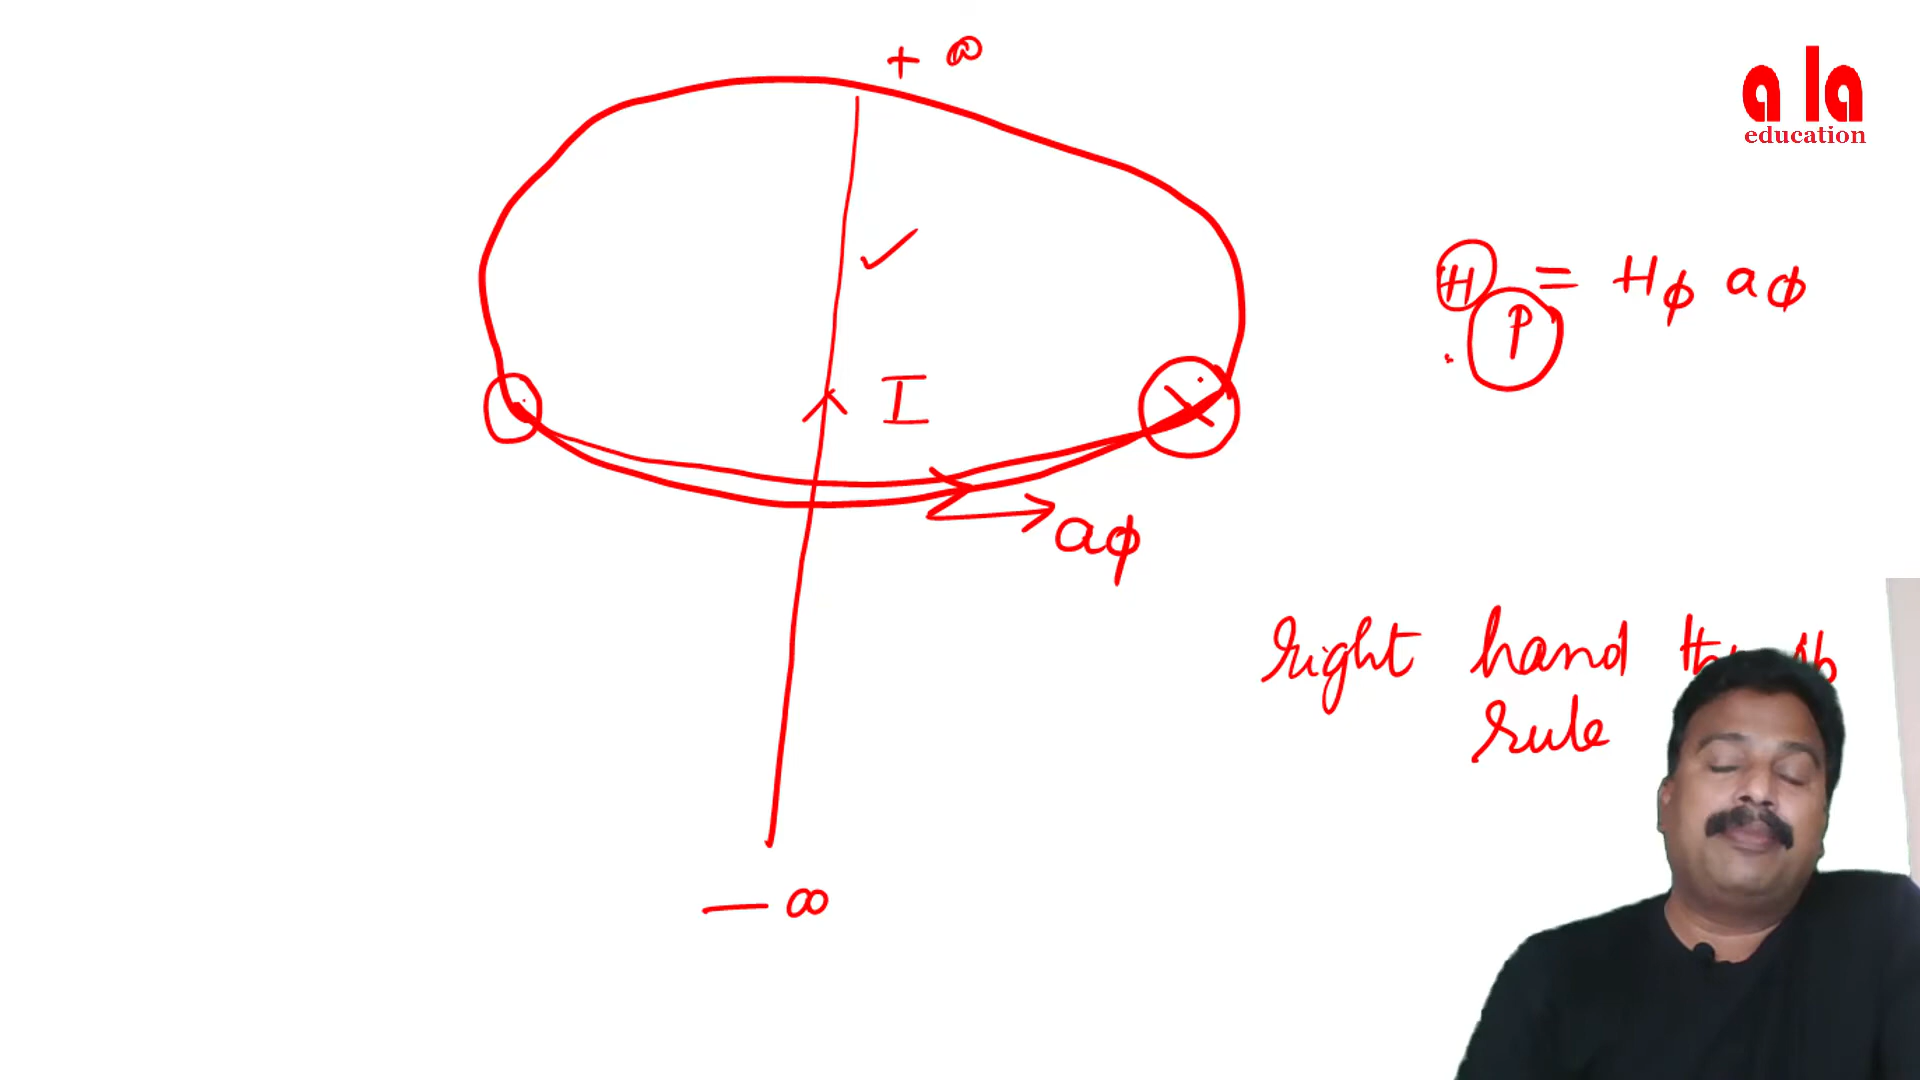 + ∞
a la
education
H = Hϕ aϕ
P
I
aϕ
right hand
rule
— ∞